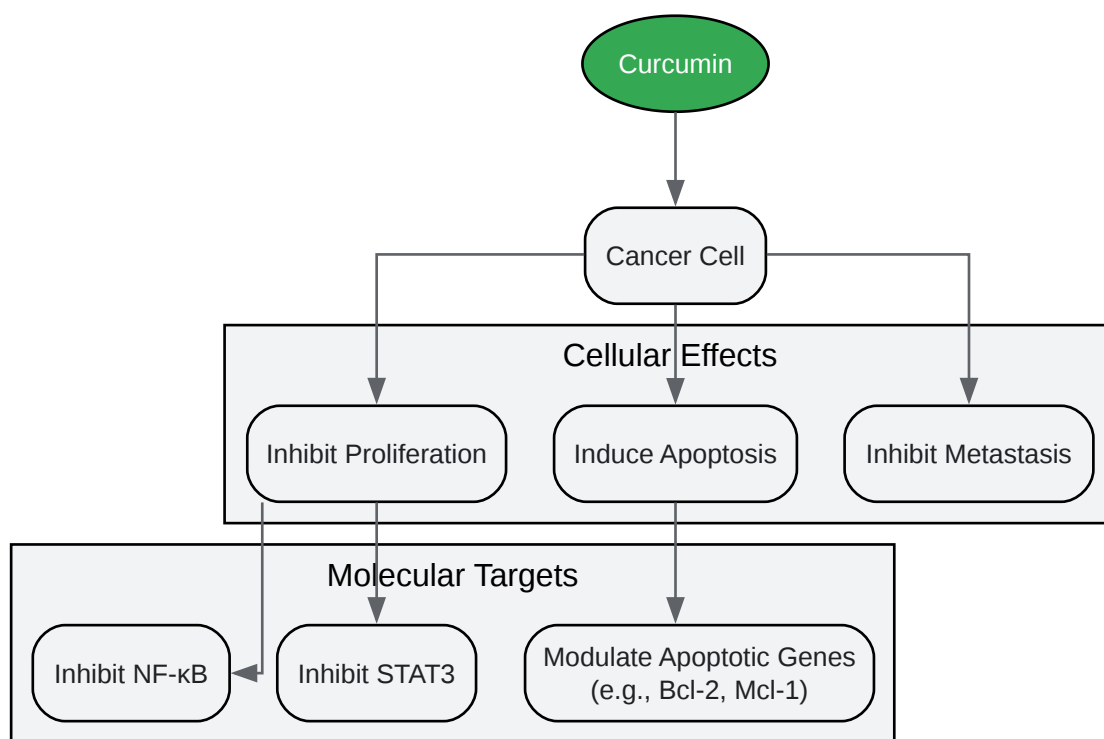 Curcumin
Cancer Cell
Cellular Effects
Inhibit Proliferation
Induce Apoptosis
Inhibit Metastasis
Molecular Targets
Inhibit NF-κB
Inhibit STAT3
Modulate Apoptotic Genes
(e.g., Bcl-2, Mcl-1)